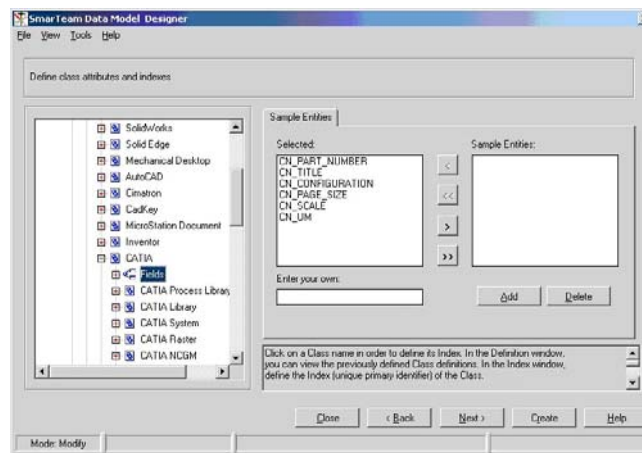 SmarTeam Data Model Designer
File View Tools Help
Define class attributes and indexes
SolidWorks
Solid Edge
Mechanical Desktop
AutoCAD
Cimatron
CadKey
MicroStation Document
Inventor
CATIA
Fields
CATIA Process Library
CATIA Library
CATIA System
CATIA Raster
CATIA NCGM
Sample Entities
Selected:
CN_PART_NUMBER
CN_TITLE
CN_CONFIGURATION
CN_PAGE_SIZE
CN_SCALE
CN_UM
<
<<
>
>>
Sample Entities:
Enter your own:
Add Delete
Click on a Class name in order to define its Index. In the Definition window,
you can view the previously defined Class definitions. In the Index window,
define the Index (unique primary identifier) of the Class.
Close < Back Next > Create Help
Mode: Modify